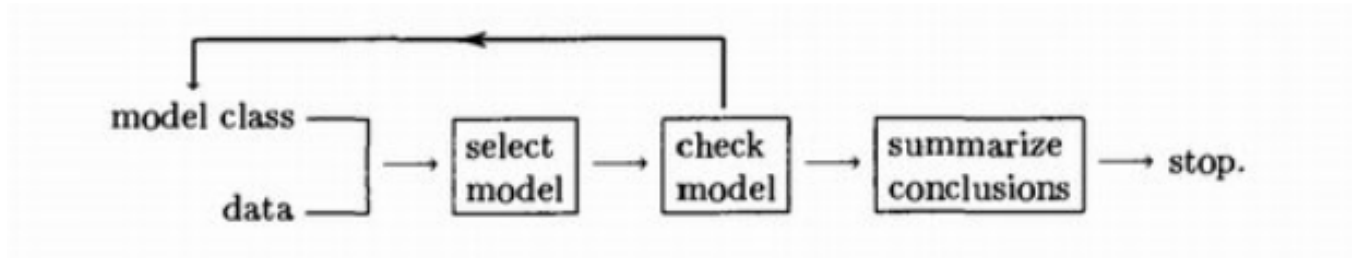 model class
data
select
model
check
model
summarize
conclusions
stop.